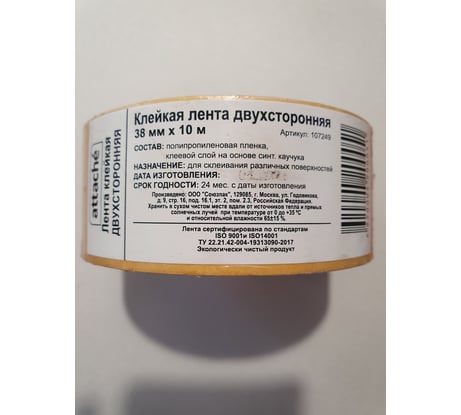 attache
Лента клейкая
ДВУХСТОРОННЯЯ
Клейкая лента двухсторонняя
38 мм x 10 м
Артикул: 107249
СОСТАВ: полипропиленовая пленка,
клеевой слой на основе синт. каучука
НАЗНАЧЕНИЕ: для склеивания различных поверхностей
ДАТА ИЗГОТОВЛЕНИЯ:
СРОК ГОДНОСТИ: 24 мес. с даты изготовления
Произведено: ООО "Союзпак", 129085, г. Москва, ул. Годовикова,
д. 9, стр. 16, под. 16.1, эт. 2, пом. 2.3, Российская Федерация.
Хранить в сухом чистом месте вдали от источников тепла и прямых
солнечных лучей при температуре от 0 до +35 °C
и относительной влажности 65±15 %.
Лента сертифицирована по стандартам
ISO 9001и ISO14001
ТУ 22.21.42-004-19313090-2017
Экологически чистый продукт